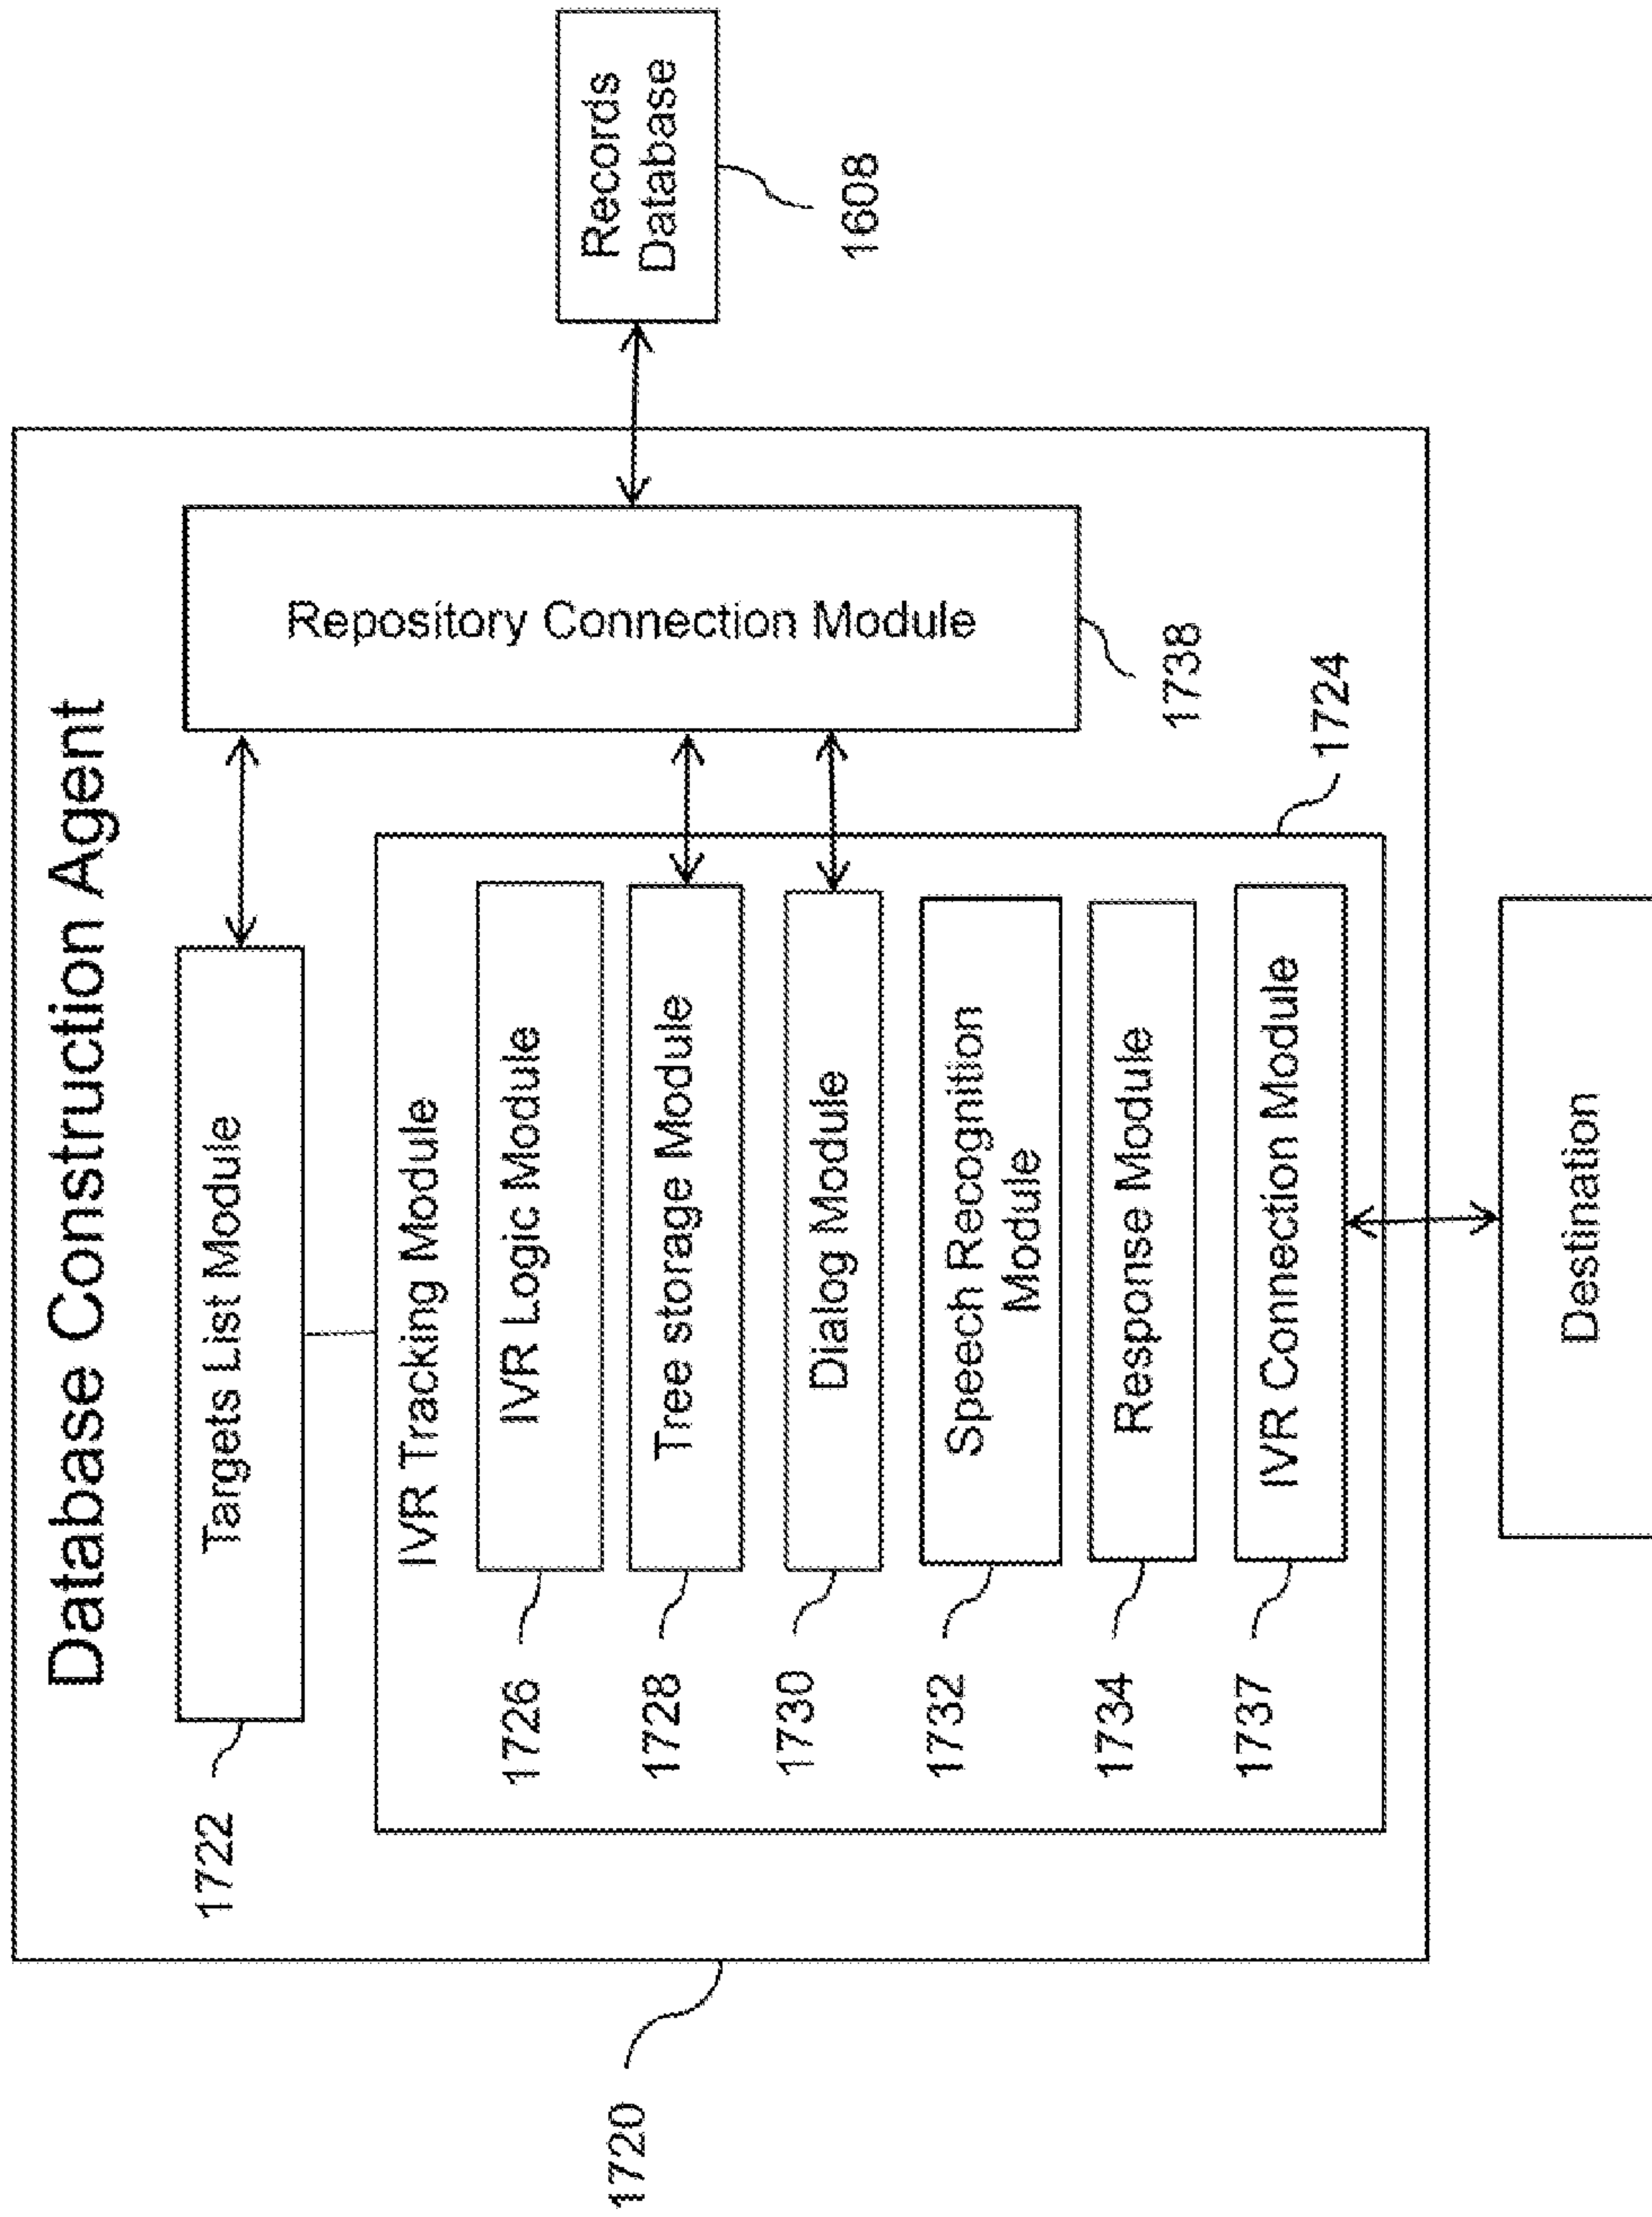 Database Construction Agent
1722
Targets List Module
IVR Tracking Module
1726
IVR Logic Module
1728
Tree storage Module
1730
Dialog Module
1732
Speech Recognition
Module
1734
Response Module
1737
IVR Connection Module
1720
Repository Connection Module
1738
1724
Records
Database
1608
Destination